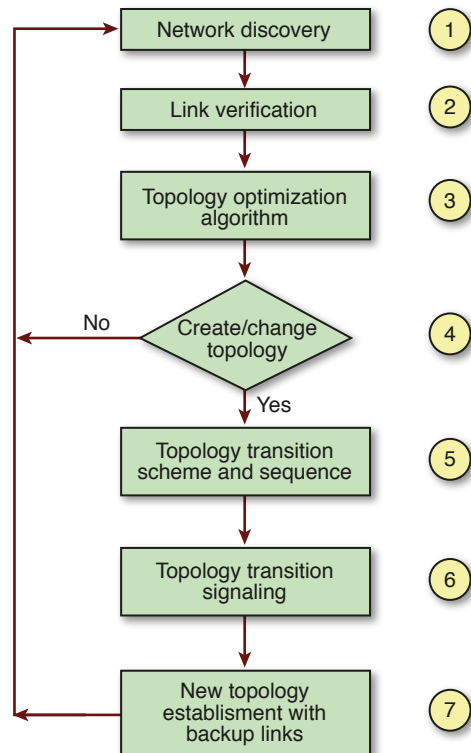 Network discovery
1
Link verification
2
Topology optimization
algorithm
3
No
Create/change
topology
4
Yes
Topology transition
scheme and sequence
5
Topology transition
signaling
6
New topology
establisment with
backup links
7